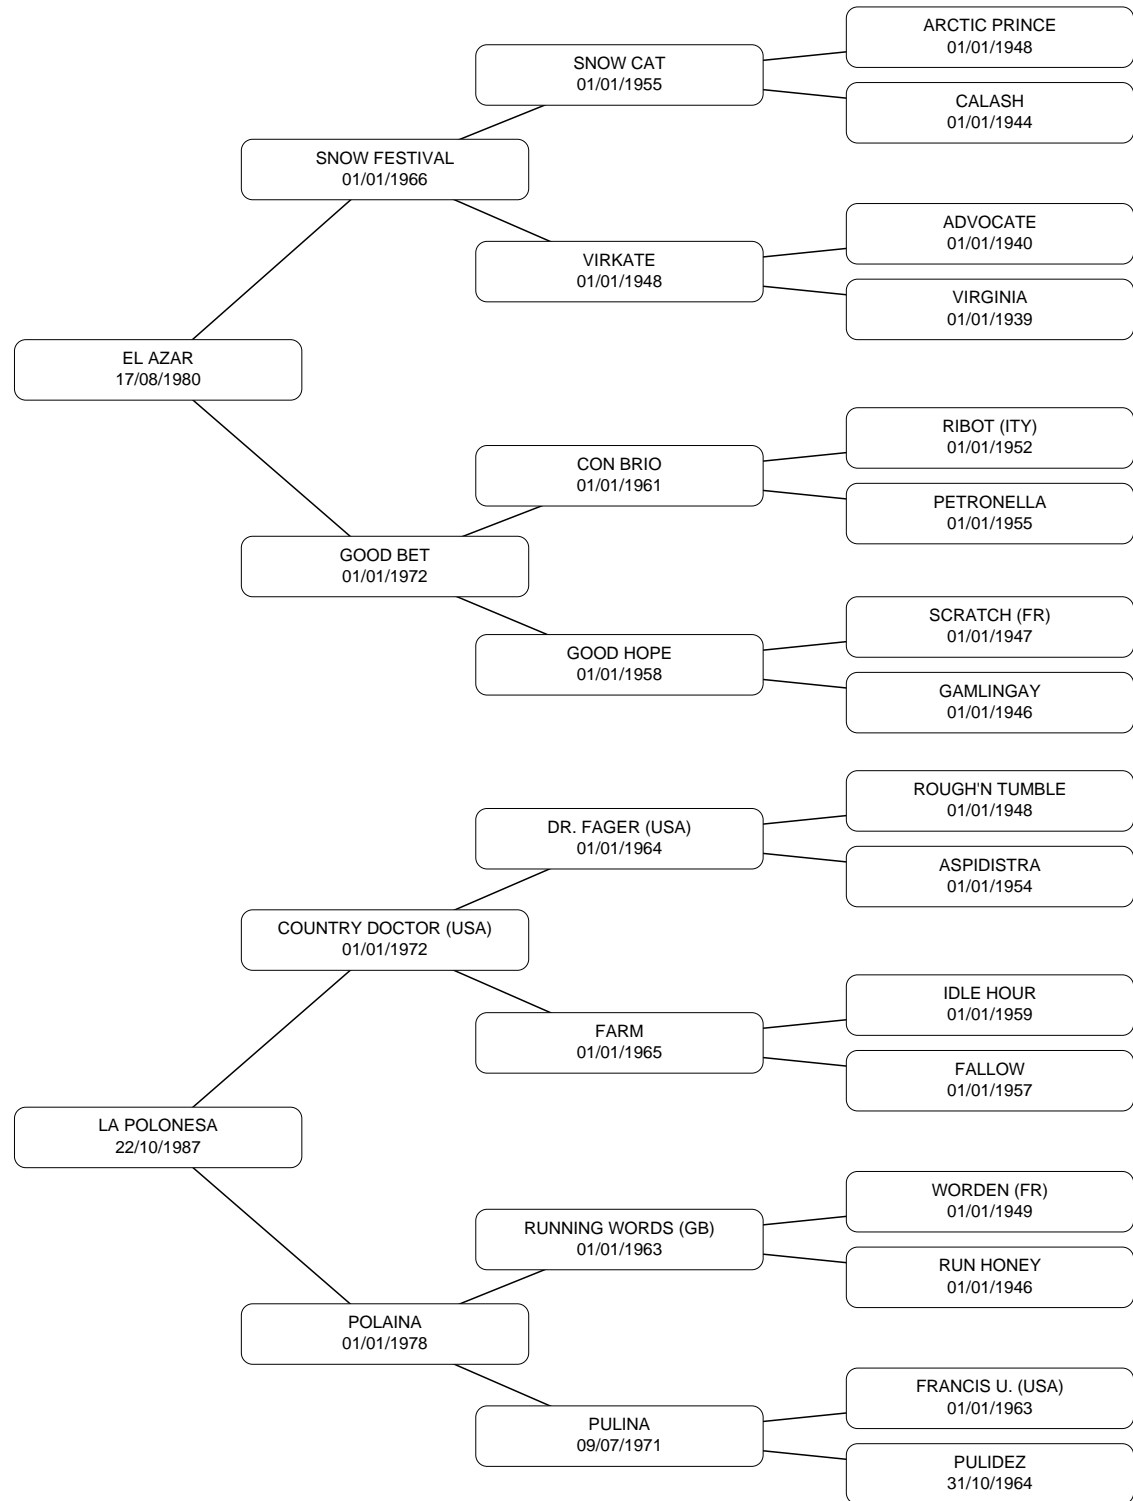 ARCTIC PRINCE
01/01/1948
SNOW CAT
01/01/1955
CALASH
01/01/1944
SNOW FESTIVAL
01/01/1966
ADVOCATE
01/01/1940
VIRKATE
01/01/1948
VIRGINIA
01/01/1939
EL AZAR
17/08/1980
RIBOT (ITY)
01/01/1952
CON BRIO
01/01/1961
PETRONELLA
01/01/1955
GOOD BET
01/01/1972
SCRATCH (FR)
01/01/1947
GOOD HOPE
01/01/1958
GAMLINGAY
01/01/1946
ROUGH'N TUMBLE
01/01/1948
DR. FAGER (USA)
01/01/1964
ASPIDISTRA
01/01/1954
COUNTRY DOCTOR (USA)
01/01/1972
IDLE HOUR
01/01/1959
FARM
01/01/1965
FALLOW
01/01/1957
LA POLONESA
22/10/1987
WORDEN (FR)
01/01/1949
RUNNING WORDS (GB)
01/01/1963
RUN HONEY
01/01/1946
POLAINA
01/01/1978
FRANCIS U. (USA)
01/01/1963
PULINA
09/07/1971
PULIDEZ
31/10/1964